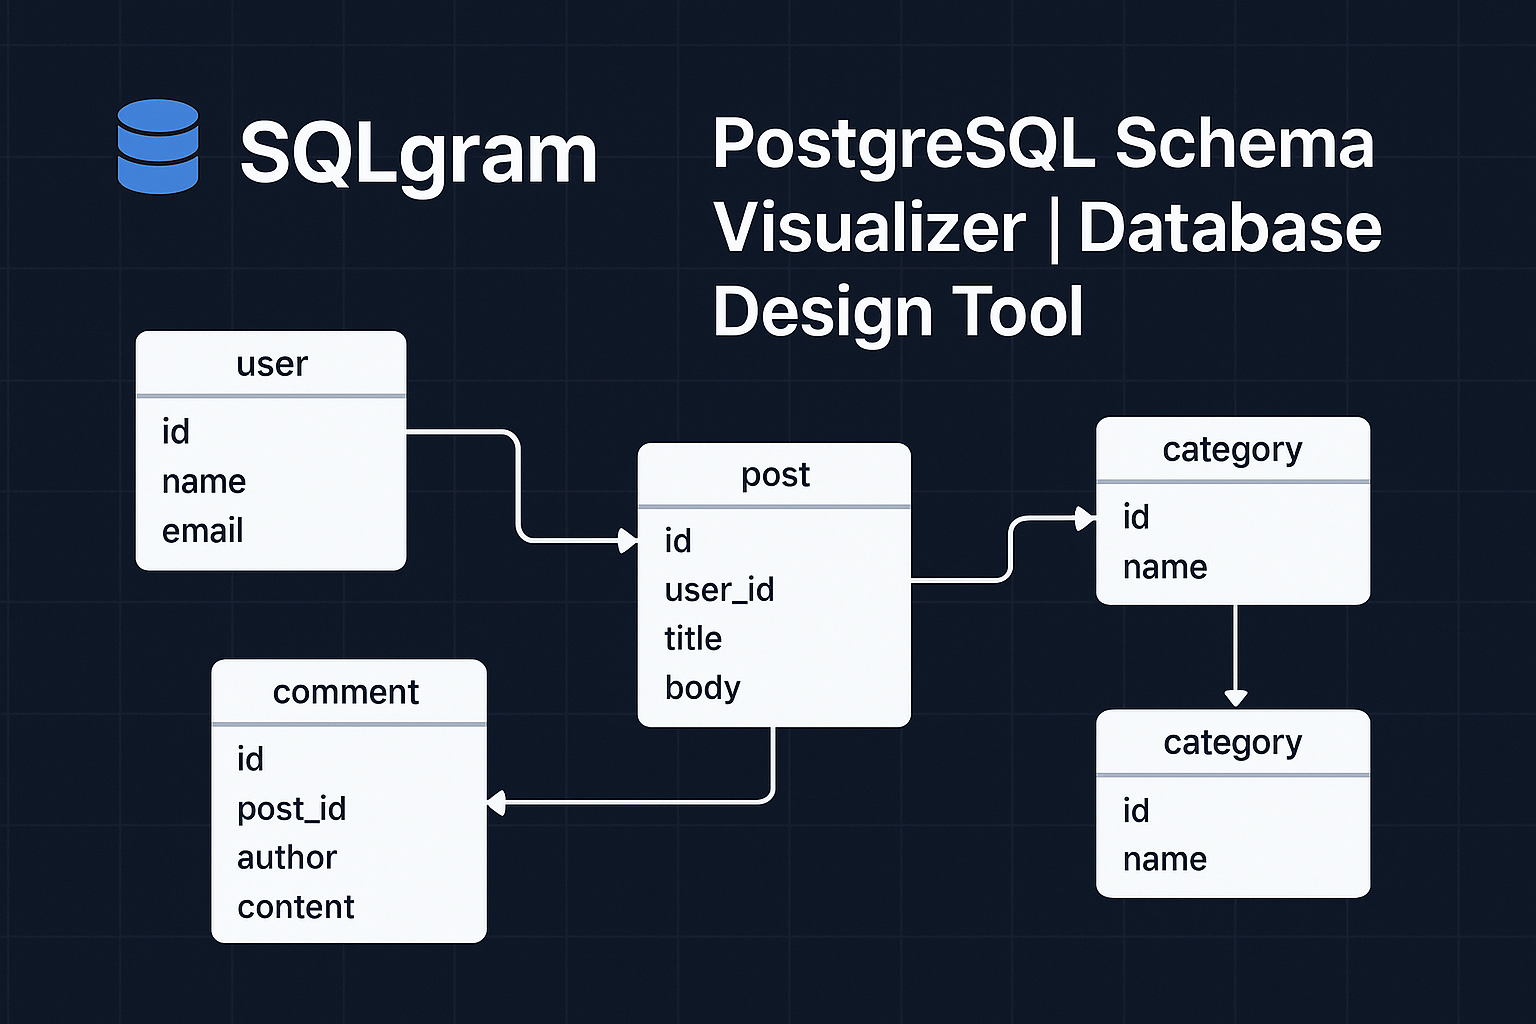 SQLgram
PostgreSQL Schema
Visualizer | Database
Design Tool
user
id
name
email
post
id
user_id
title
body
category
id
name
comment
id
post_id
author
content
category
id
name